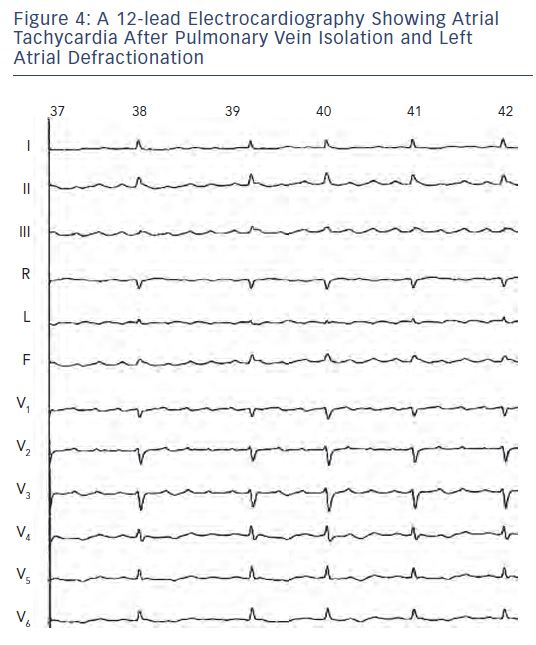 Figure 4: A 12-lead Electrocardiography Showing Atrial
Tachycardia After Pulmonary Vein Isolation and Left
Atrial Defractionation
37 38 39 40 41 42
I
II
III
R
L
F
V1
V2
V3
V4
V5
V6